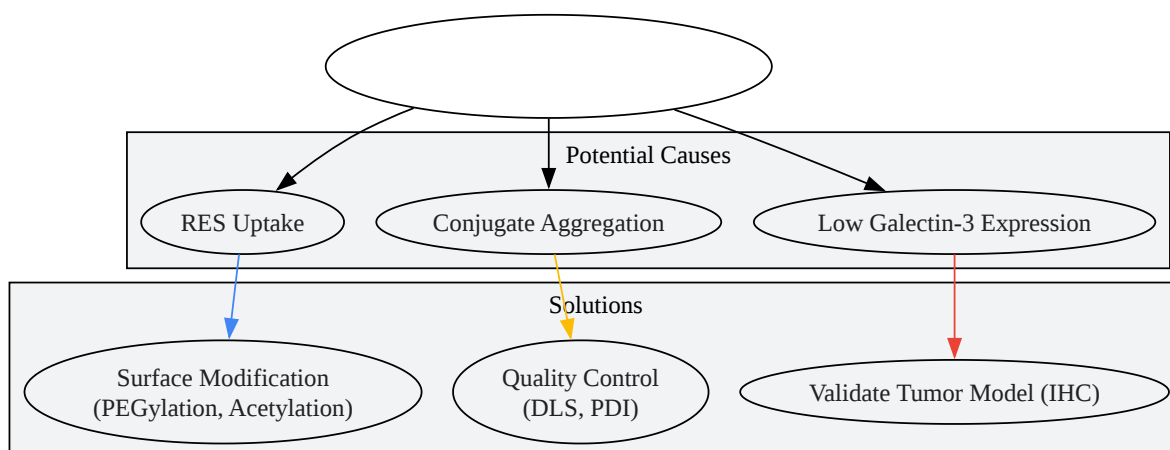 Potential Causes
RES Uptake
Conjugate Aggregation
Low Galectin-3 Expression
Solutions
Surface Modification
(PEGylation, Acetylation)
Quality Control
(DLS, PDI)
Validate Tumor Model (IHC)